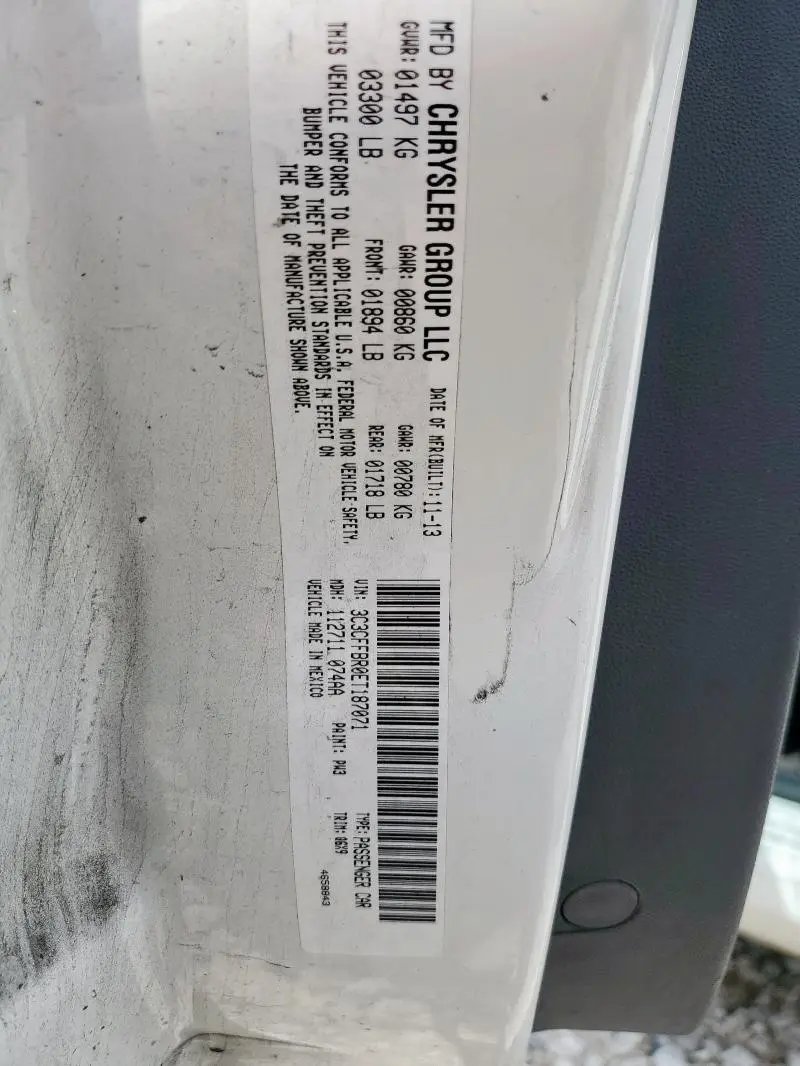 MFD BY CHRYSLER GROUP LLC DATE OF MFR(BUILT): 11-13
GVWR: 01497 KG GAWR: 00860 KG GAWR: 00780 KG
03300 LB FRONT: 01894 LB REAR: 01718 LB
THIS VEHICLE CONFORMS TO ALL APPLICABLE U.S.A. FEDERAL MOTOR VEHICLE SAFETY,
BUMPER AND THEFT PREVENTION STANDARDS IN EFFECT ON
THE DATE OF MANUFACTURE SHOWN ABOVE.
VIN: 3C3CFFBR0ET187071 TYPE: PASSENGER CAR
MDH: 112711 074AA PAINT: PW3 TRIM: Q6X9
VEHICLE MADE IN MEXICO 4658843